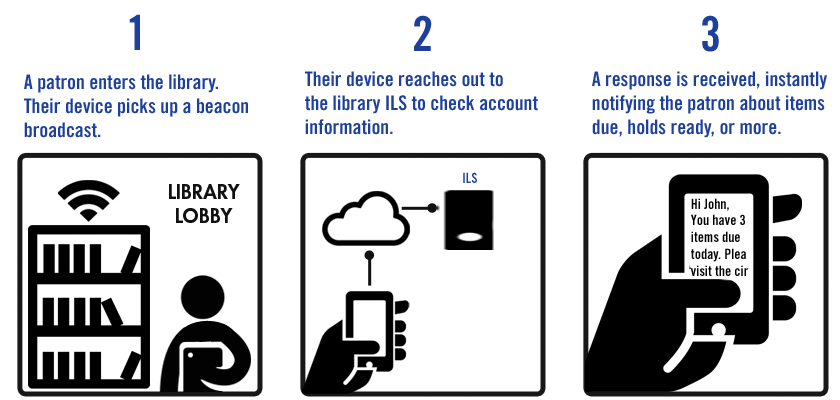 1
A patron enters the library.
Their device picks up a beacon
broadcast.
LIBRARY
LOBBY
2
Their device reaches out to
the library ILS to check account
information.
ILS
3
A response is received, instantly
notifying the patron about items
due, holds ready, or more.
Hi John,
You have 3
items due
today. Plea
visit the cir